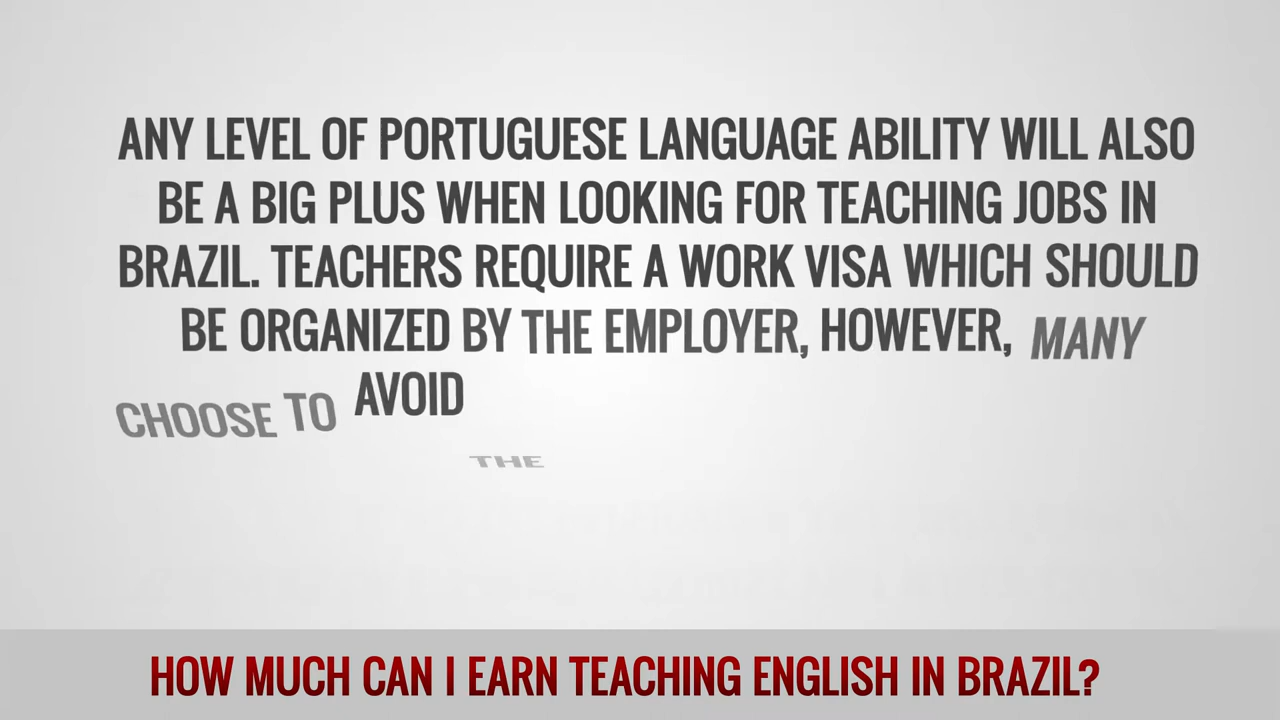 ANY LEVEL OF PORTUGUESE LANGUAGE ABILITY WILL ALSO
BE A BIG PLUS WHEN LOOKING FOR TEACHING JOBS IN
BRAZIL. TEACHERS REQUIRE A WORK VISA WHICH SHOULD
BE ORGANIZED BY THE EMPLOYER, HOWEVER, MANY
CHOOSE TO AVOID
THE
HOW MUCH CAN I EARN TEACHING ENGLISH IN BRAZIL?